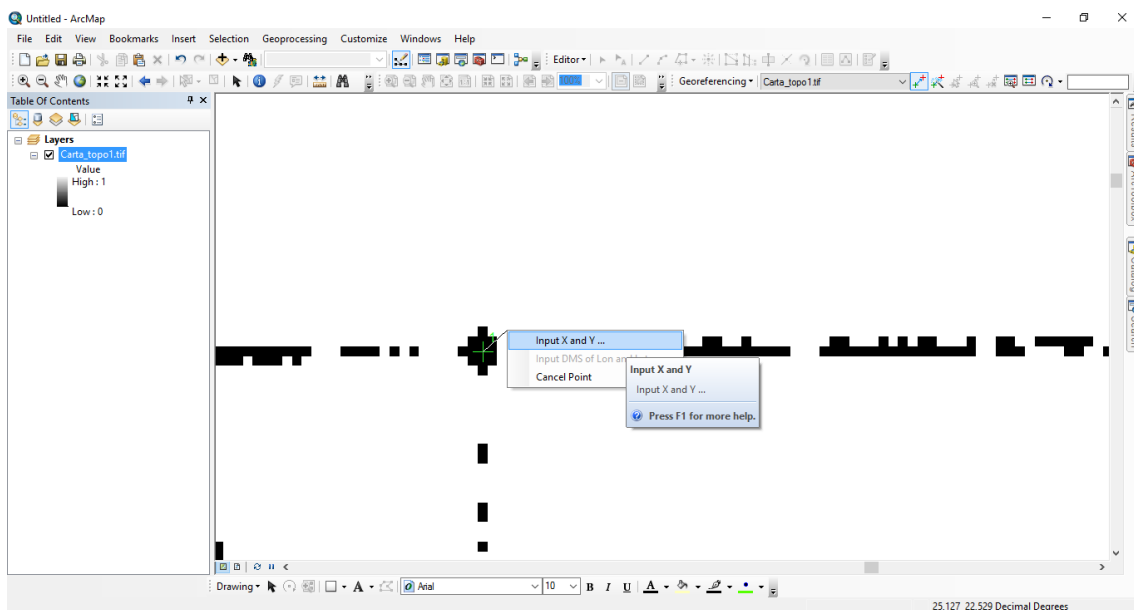 Untitled - ArcMap
File Edit View Bookmarks Insert Selection Geoprocessing Customize Windows Help
Editor
100%
Georeferencing Carta_topo1.tif
Table Of Contents
Layers
Carta_topo1.tif
Value
High : 1
Low : 0
Input X and Y ...
Input DMS of Lon an
Cancel Point
Input X and Y
Input X and Y ...
Press F1 for more help.
Drawing A Arial 10 B I U A
25.127 22.529 Decimal Degrees